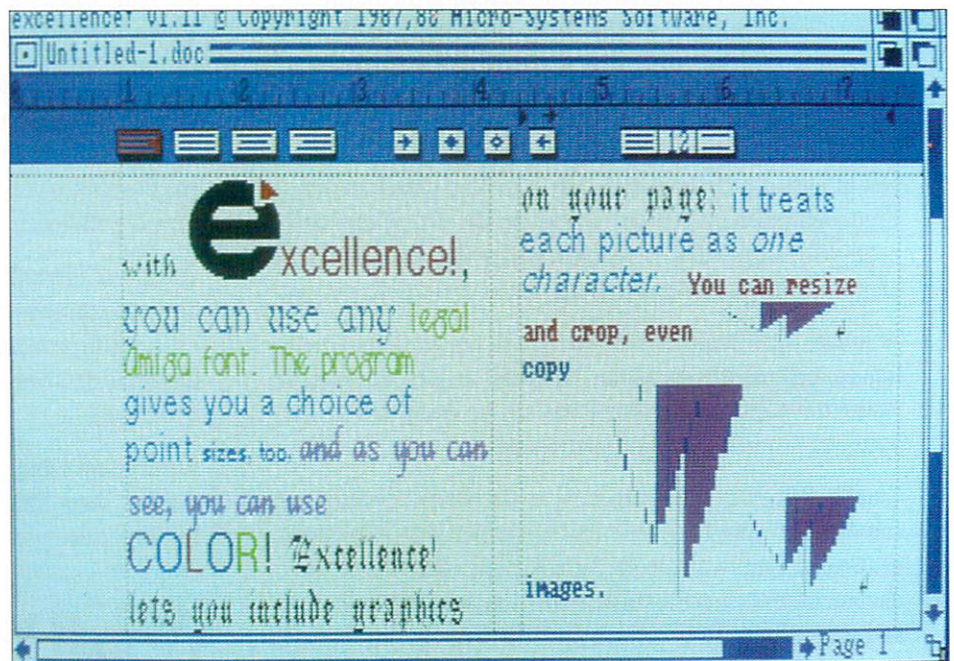 excellence! v1.11 © Copyright 1987,88 Micro-Systems Software, Inc.
Untitled-1.doc
1 2 3 4 5 6 7
12
with excellence!,
you can use any legal
Amiga font. The program
gives you a choice of
point sizes, too, and as you can
see, you can use
COLOR! Excellence!
lets you include graphics
on your page; it treats
each picture as one
character. You can resize
and crop, even
copy
images.
Page 1